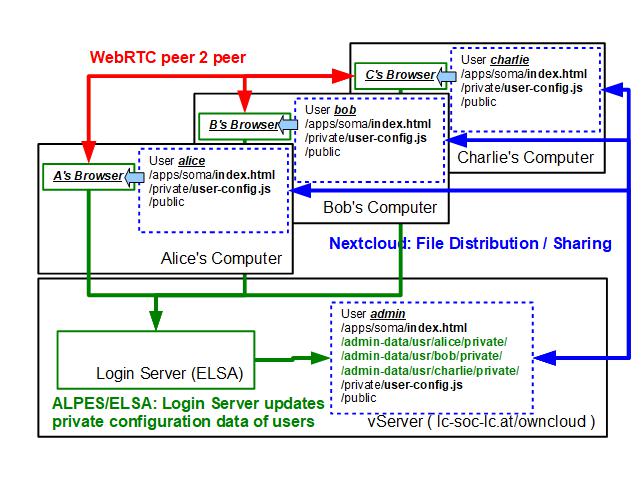 WebRTC peer 2 peer
C's Browser
User charlie
/apps/soma/index.html
/private/user-config.js
/public
Charlie's Computer
B's Browser
User bob
/apps/soma/index.html
/private/user-config.js
/public
Bob's Computer
A's Browser
User alice
/apps/soma/index.html
/private/user-config.js
/public
Alice's Computer
Nextcloud: File Distribution / Sharing
Login Server (ELSA)
User admin
/apps/soma/index.html
/admin-data/usr/alice/private/
/admin-data/usr/bob/private/
/admin-data/usr/charlie/private/
/private/user-config.js
/public
ALPES/ELSA: Login Server updates
private configuration data of users
vServer ( lc-soc-lc.at/owncloud )